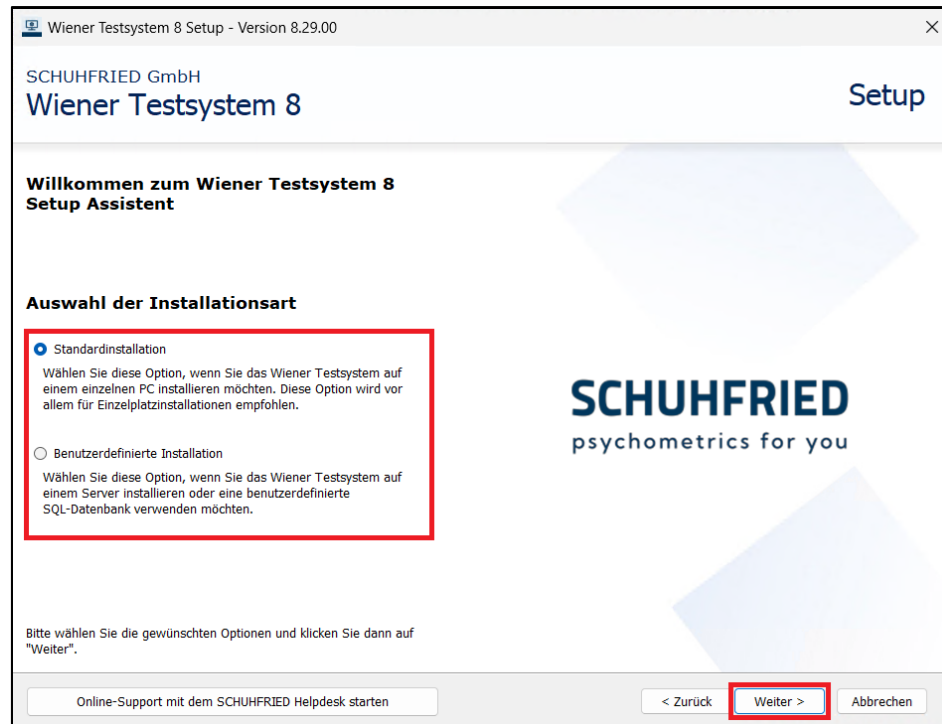 Wiener Testsystem 8 Setup - Version 8.29.00
SCHUHFRIED GmbH
Wiener Testsystem 8
Setup
Willkommen zum Wiener Testsystem 8
Setup Assistent
Auswahl der Installationsart
Standardinstallation
Wählen Sie diese Option, wenn Sie das Wiener Testsystem auf
einem einzelnen PC installieren möchten. Diese Option wird vor
allem für Einzelplatzinstallationen empfohlen.
Benutzerdefinierte Installation
Wählen Sie diese Option, wenn Sie das Wiener Testsystem auf
einem Server installieren oder eine benutzerdefinierte
SQL-Datenbank verwenden möchten.
SCHUHFRIED
psychometrics for you
Bitte wählen Sie die gewünschten Optionen und klicken Sie dann auf
"Weiter".
Online-Support mit dem SCHUHFRIED Helpdesk starten
< Zurück
Weiter >
Abbrechen